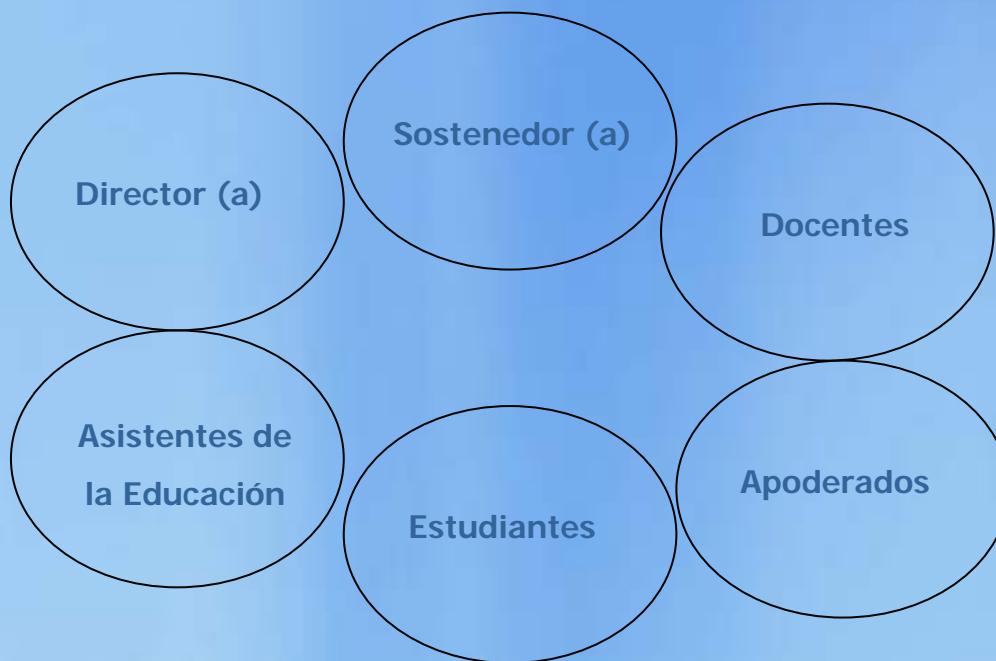 Sostenedor (a)
Director (a)
Docentes
Asistentes de
la Educación
Apoderados
Estudiantes